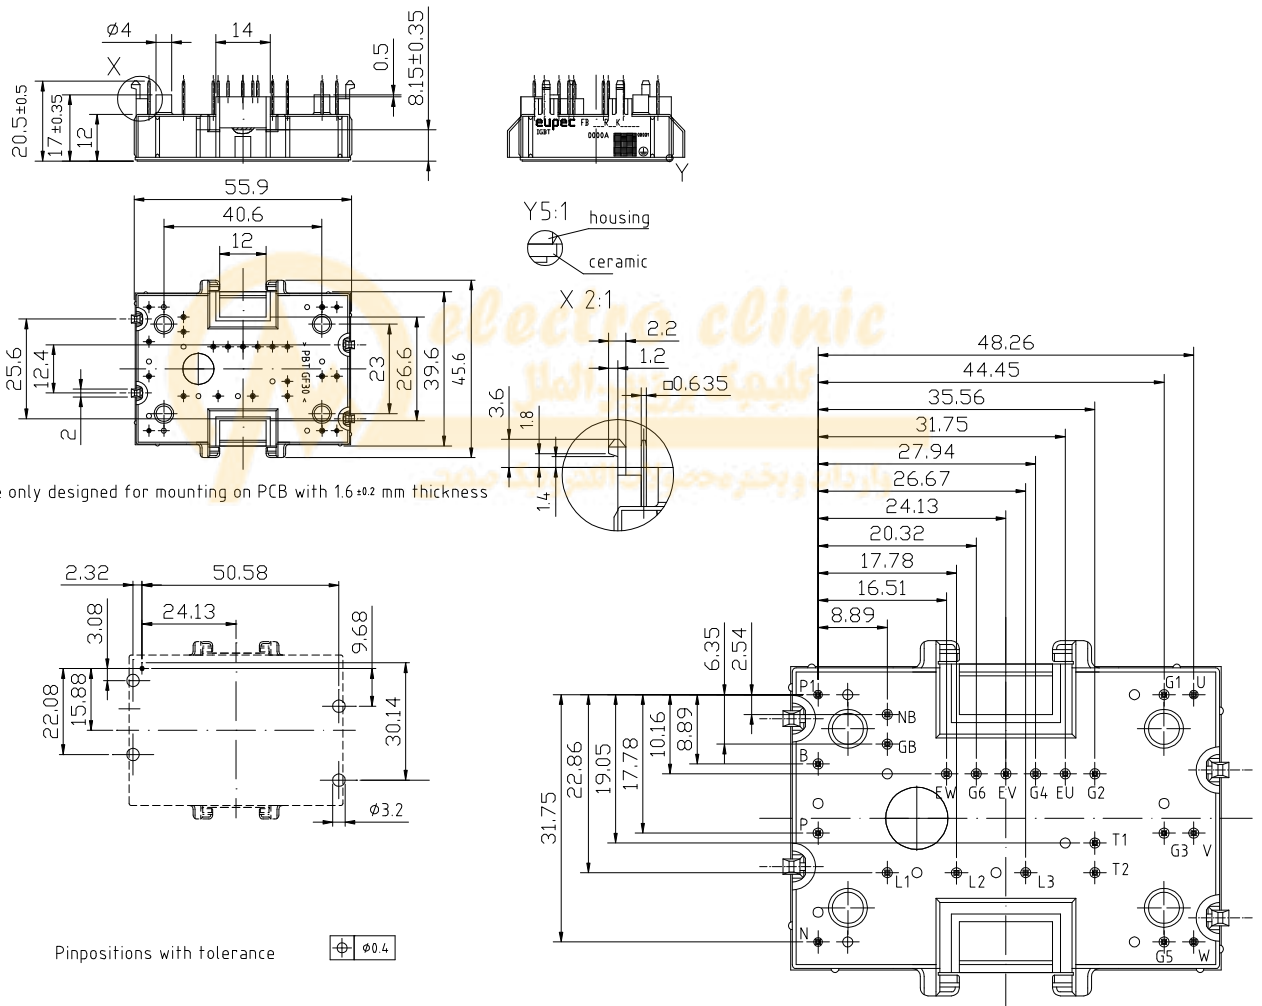 ⌀4
14
0.5
8.15±0.35
X
20.5±0.5
17±0.35
12
eupec FB R_K
IGBT
0000A
Y
55.9
40.6
12
Y5:1 housing
ceramic
X 2:1
electro clinic
2.2
1.2
□0.635
3.6
1.8
1.4
25.6
12.4
2
23
26.6
39.6
45.6
> PBT GF30 <
only designed for mounting on PCB with 1.6 ±0.2 mm thickness
48.26
44.45
35.56
31.75
27.94
26.67
24.13
20.32
17.78
16.51
8.89
6.35
2.54
2.32
50.58
24.13
3.08
9.68
22.08
15.88
30.14
⌀3.2
31.75
22.86
19.05
17.78
10.16
8.89
P1
G1 U
NB
GB
B
EW G6 EV G4 EU G2
P
T1
G3 V
T2
L1 L2 L3
N
G5 W
Pinpositions with tolerance
⌀0.4